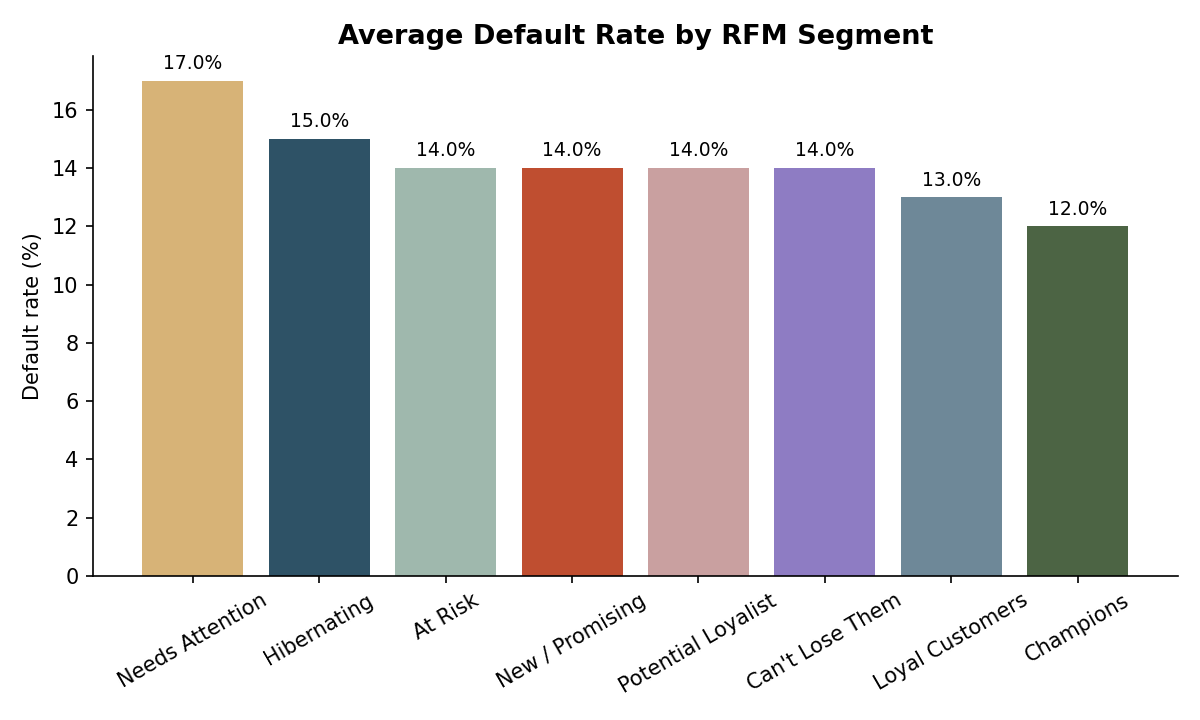 Average Default Rate by RFM Segment
17.0%
15.0%
14.0%
14.0%
14.0%
14.0%
13.0%
12.0%
Default rate (%)
16
14
12
10
8
6
4
2
0
Needs Attention
Hibernating
At Risk
New / Promising
Potential Loyalist
Can't Lose Them
Loyal Customers
Champions